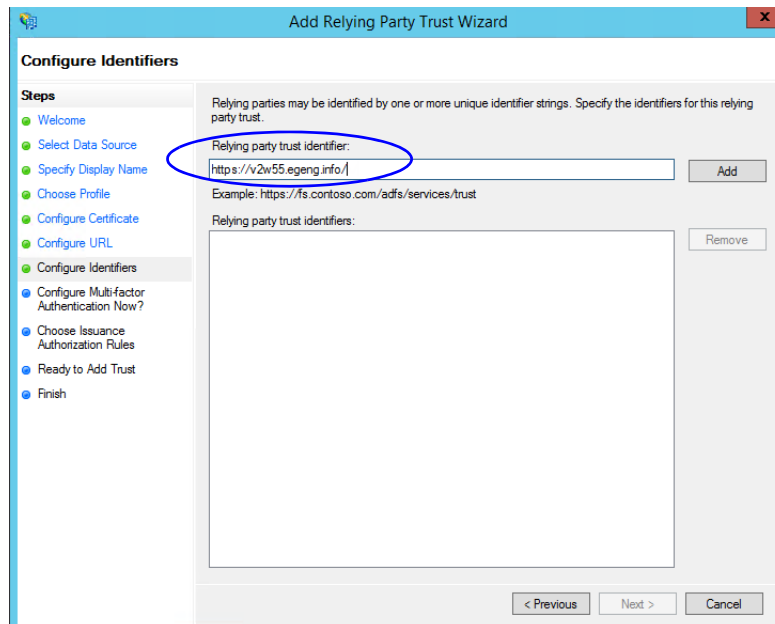 Add Relying Party Trust Wizard
x
Configure Identifiers
Steps
Welcome
Select Data Source
Specify Display Name
Choose Profile
Configure Certificate
Configure URL
Configure Identifiers
Configure Multi-factor
Authentication Now?
Choose Issuance
Authorization Rules
Ready to Add Trust
Finish
Relying parties may be identified by one or more unique identifier strings. Specify the identifiers for this relying
party trust.
Relying party trust identifier:
https://v2w55.egeng.info/
Add
Example: https://fs.contoso.com/adfs/services/trust
Relying party trust identifiers:
Remove
< Previous
Next >
Cancel